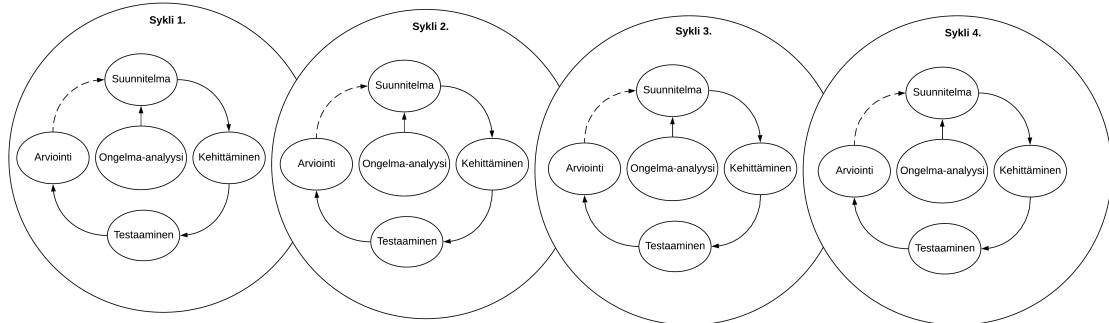 Sykli 1.
Suunnitelma
Arviointi
Ongelma-analyysi
Kehittäminen
Testaaminen
Sykli 2.
Suunnitelma
Arviointi
Ongelma-analyysi
Kehittäminen
Testaaminen
Sykli 3.
Suunnitelma
Arviointi
Ongelma-analyysi
Kehittäminen
Testaaminen
Sykli 4.
Suunnitelma
Arviointi
Ongelma-analyysi
Kehittäminen
Testaaminen